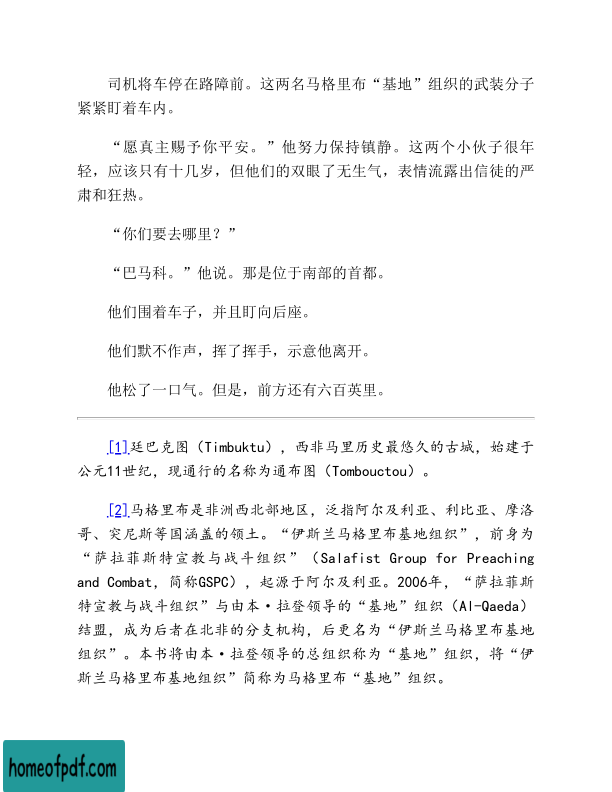 司机将车停在路障前。这两名马格里布“基地”组织的武装分子
紧紧盯着车内。
“愿真主赐予你平安。”他努力保持镇静。这两个小伙子很年
轻，应该只有十几岁，但他们的双眼了无生气，表情流露出信徒的严
肃和狂热。
“你们要去哪里？”
“巴马科。”他说。那是位于南部的首都。
他们围着车子，并且盯向后座。
他们默不作声，挥了挥手，示意他离开。
他松了一口气。但是，前方还有六百英里。
[1]廷巴克图（Timbuktu），西非马里历史最悠久的古城，始建于
公元11世纪，现通行的名称为通布图（Tombouctou）。
[2]马格里布是非洲西北部地区，泛指阿尔及利亚、利比亚、摩洛
哥、突尼斯等国涵盖的领土。“伊斯兰马格里布基地组织”，前身为
“萨拉菲斯特宣教与战斗组织”（Salafist Group for Preaching
and Combat，简称GSPC），起源于阿尔及利亚。2006年，“萨拉菲斯
特宣教与战斗组织”与由本·拉登领导的“基地”组织（Al-Qaeda）
结盟，成为后者在北非的分支机构，后更名为“伊斯兰马格里布基地
组织”。本书将由本·拉登领导的总组织称为“基地”组织，将“伊
斯兰马格里布基地组织”简称为马格里布“基地”组织。
homeofpdf.com